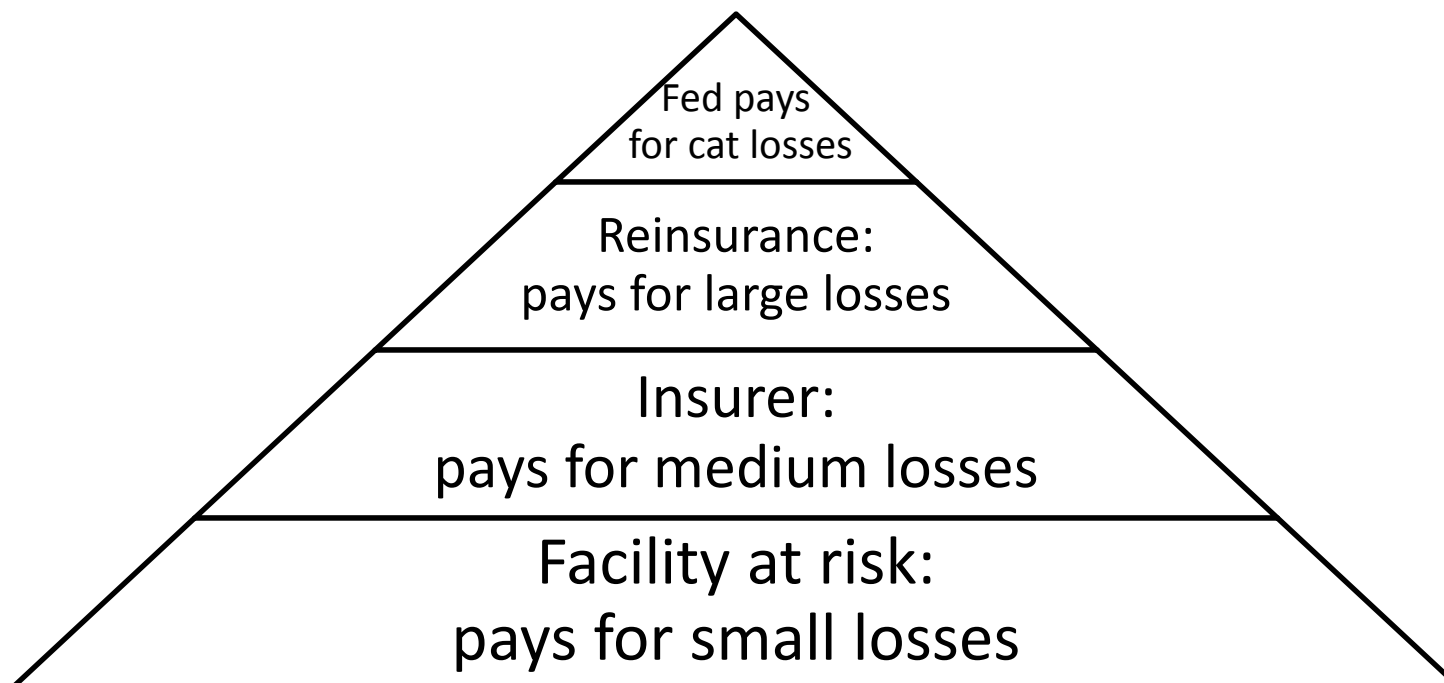 Fed pays
for cat losses
Reinsurance:
pays for large losses
Insurer:
pays for medium losses
Facility at risk:
pays for small losses